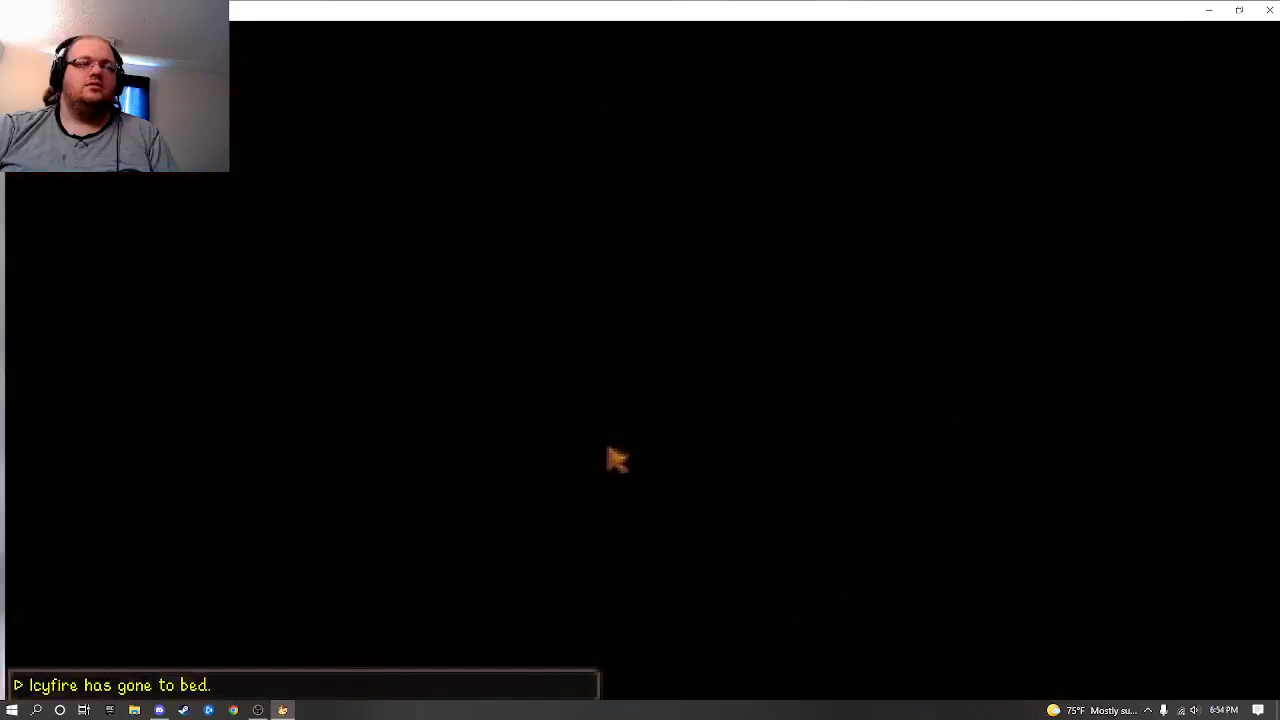 ▷ Icyfire has gone to bed.
75°F Mostly su... 6:54 PM